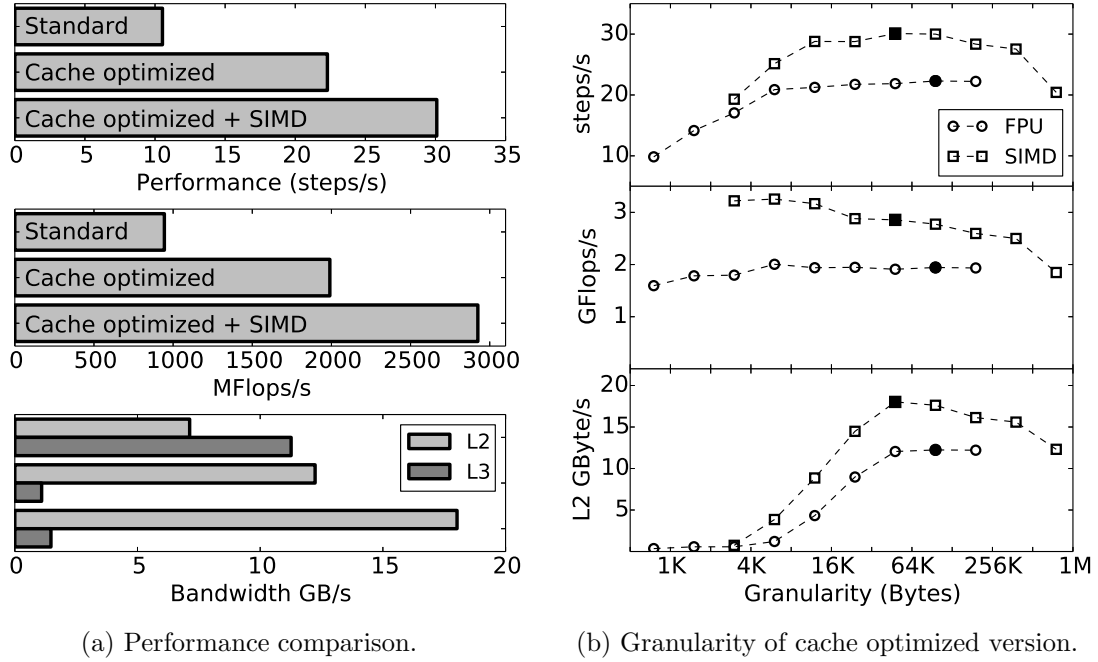 Standard
Cache optimized
Cache optimized + SIMD
0 5 10 15 20 25 30 35
Performance (steps/s)
Standard
Cache optimized
Cache optimized + SIMD
0 500 1000 1500 2000 2500 3000
MFlops/s
L2
L3
0 5 10 15 20
Bandwidth GB/s
(a) Performance comparison.
30
20
10
steps/s
FPU
SIMD
3
2
1
GFlops/s
20
15
10
5
L2 GByte/s
1K 4K 16K 64K 256K 1M
Granularity (Bytes)
(b) Granularity of cache optimized version.